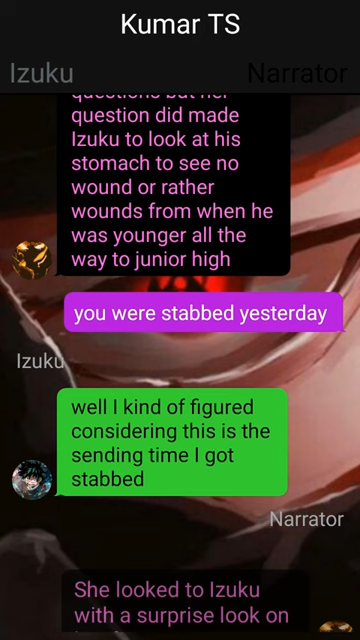 Kumar TS
Izuku
Narrator
questions but her
question did made
Izuku to look at his
stomach to see no
wound or rather
wounds from when he
was younger all the
way to junior high
you were stabbed yesterday
Izuku
well I kind of figured
considering this is the
sending time I got
stabbed
Narrator
She looked to Izuku
with a surprise look on